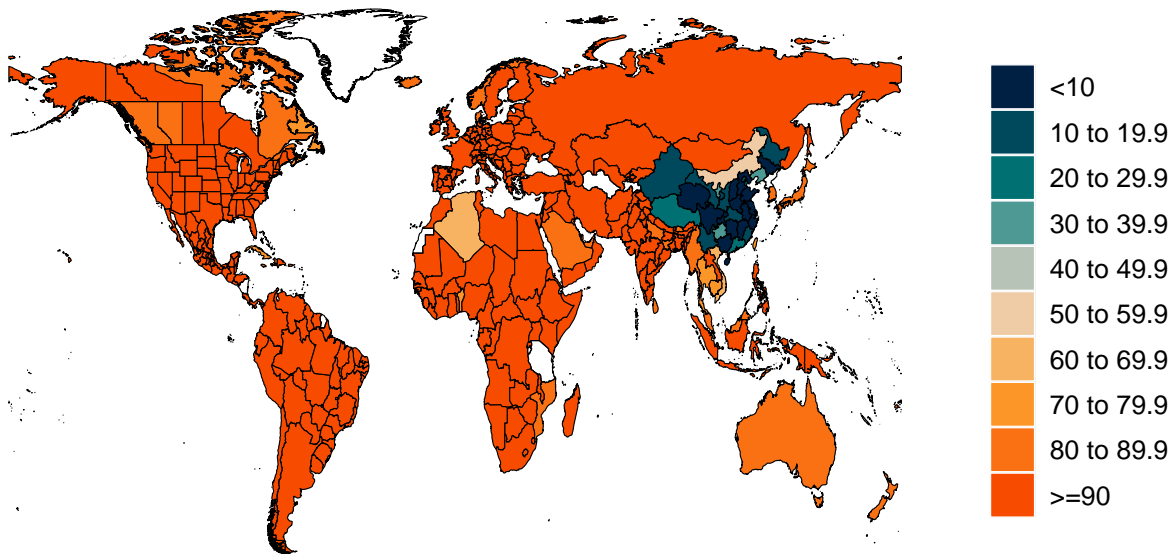 <10
10 to 19.9
20 to 29.9
30 to 39.9
40 to 49.9
50 to 59.9
60 to 69.9
70 to 79.9
80 to 89.9
>=90